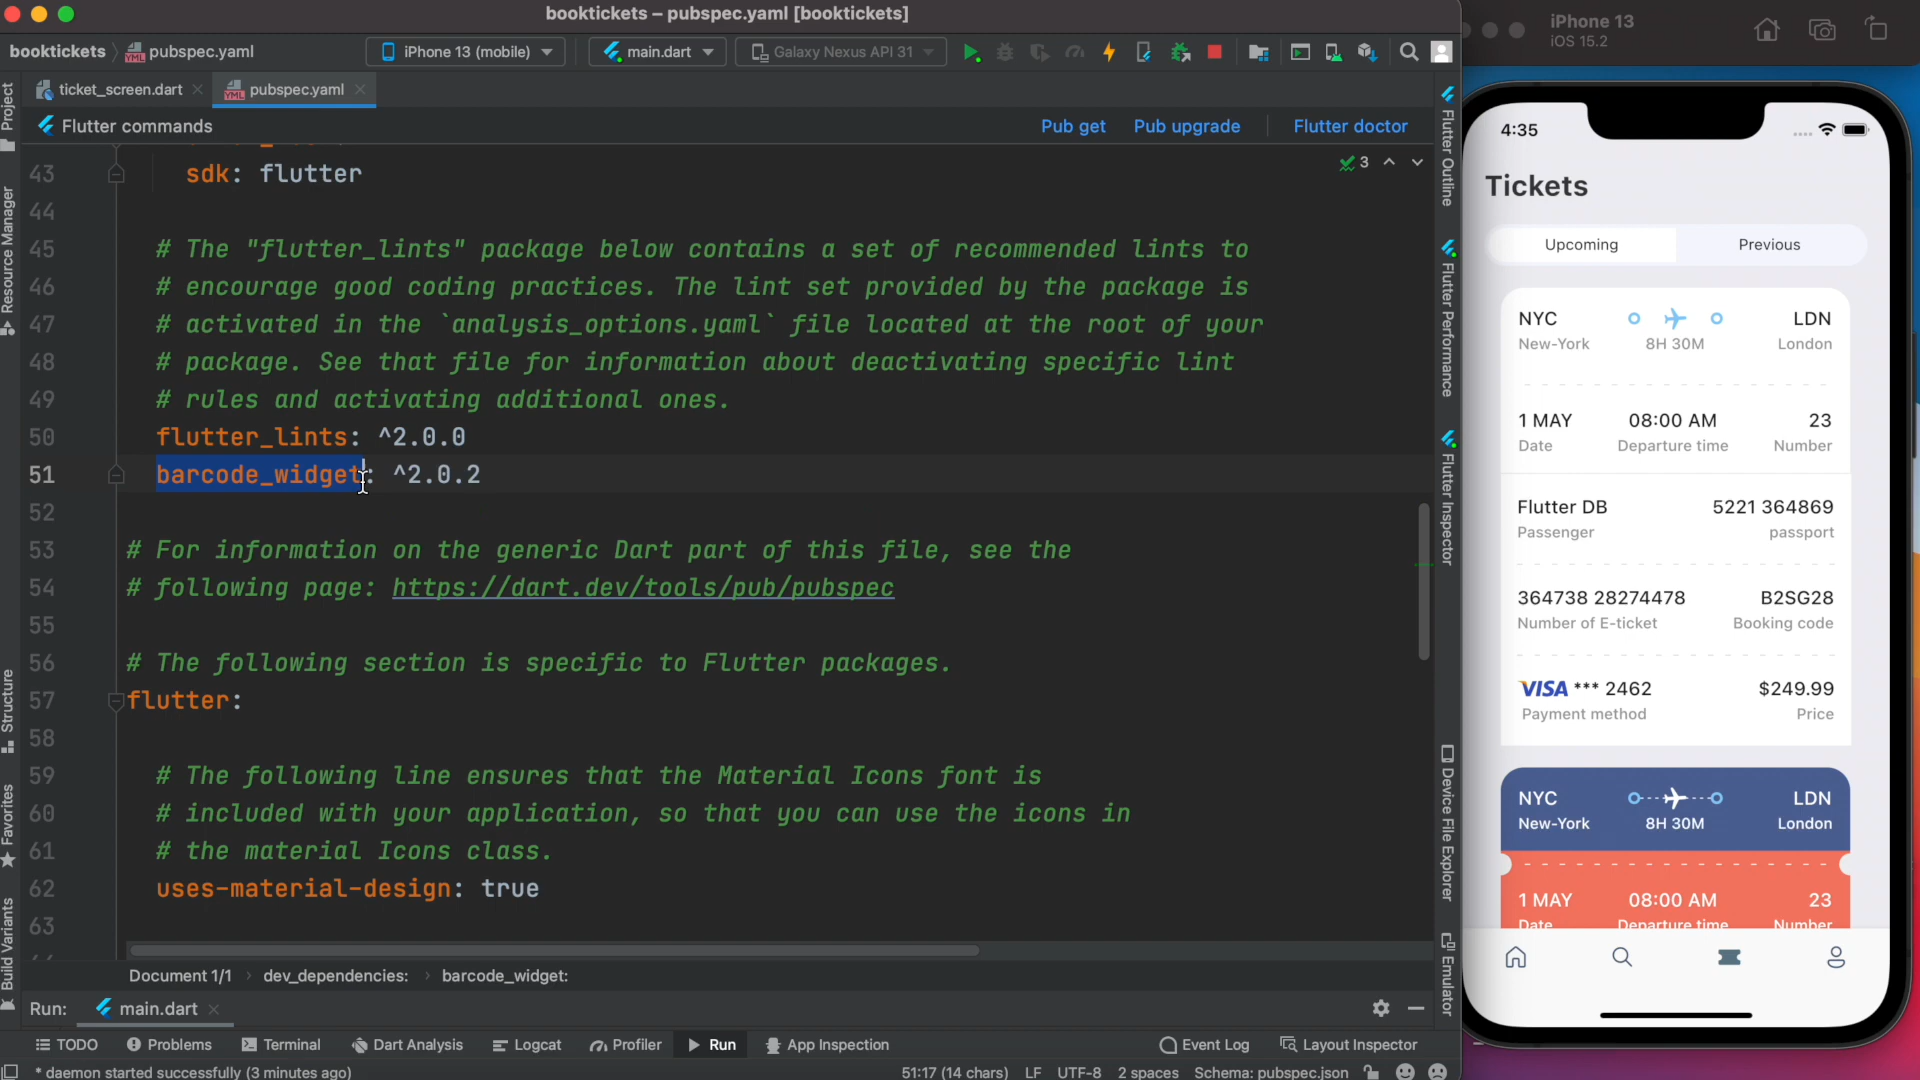 booktickets – pubspec.yaml [booktickets]
iPhone 13
iOS 15.2
booktickets
pubspec.yaml
iPhone 13 (mobile)
main.dart
Galaxy Nexus API 31
ticket_screen.dart
pubspec.yaml
Flutter commands
Pub get
Pub upgrade
Flutter doctor
3
43 sdk: flutter
44
45 # The "flutter_lints" package below contains a set of recommended lints to
46 # encourage good coding practices. The lint set provided by the package is
47 # activated in the `analysis_options.yaml` file located at the root of your
48 # package. See that file for information about deactivating specific lint
49 # rules and activating additional ones.
50 flutter_lints: ^2.0.0
51 barcode_widget: ^2.0.2
52
53 # For information on the generic Dart part of this file, see the
54 # following page: https://dart.dev/tools/pub/pubspec
55
56 # The following section is specific to Flutter packages.
57 flutter:
58
59 # The following line ensures that the Material Icons font is
60 # included with your application, so that you can use the icons in
61 # the material Icons class.
62 uses-material-design: true
63
Document 1/1
dev_dependencies:
barcode_widget:
Run:
main.dart
TODO
Problems
Terminal
Dart Analysis
Logcat
Profiler
Run
App Inspection
Event Log
Layout Inspector
* daemon started successfully (3 minutes ago)
51:17 (14 chars)
LF
UTF-8
2 spaces
Schema: pubspec.json
Project
Resource Manager
Structure
Favorites
Build Variants
Flutter Outline
Flutter Performance
Flutter Inspector
Device File Explorer
Emulator
4:35
Tickets
Upcoming
Previous
NYC
LDN
New-York
8H 30M
London
1 MAY
08:00 AM
23
Date
Departure time
Number
Flutter DB
5221 364869
Passenger
passport
364738 28274478
B2SG28
Number of E-ticket
Booking code
VISA *** 2462
$249.99
Payment method
Price
NYC
LDN
New-York
8H 30M
London
1 MAY
08:00 AM
23
Date
Departure time
Number